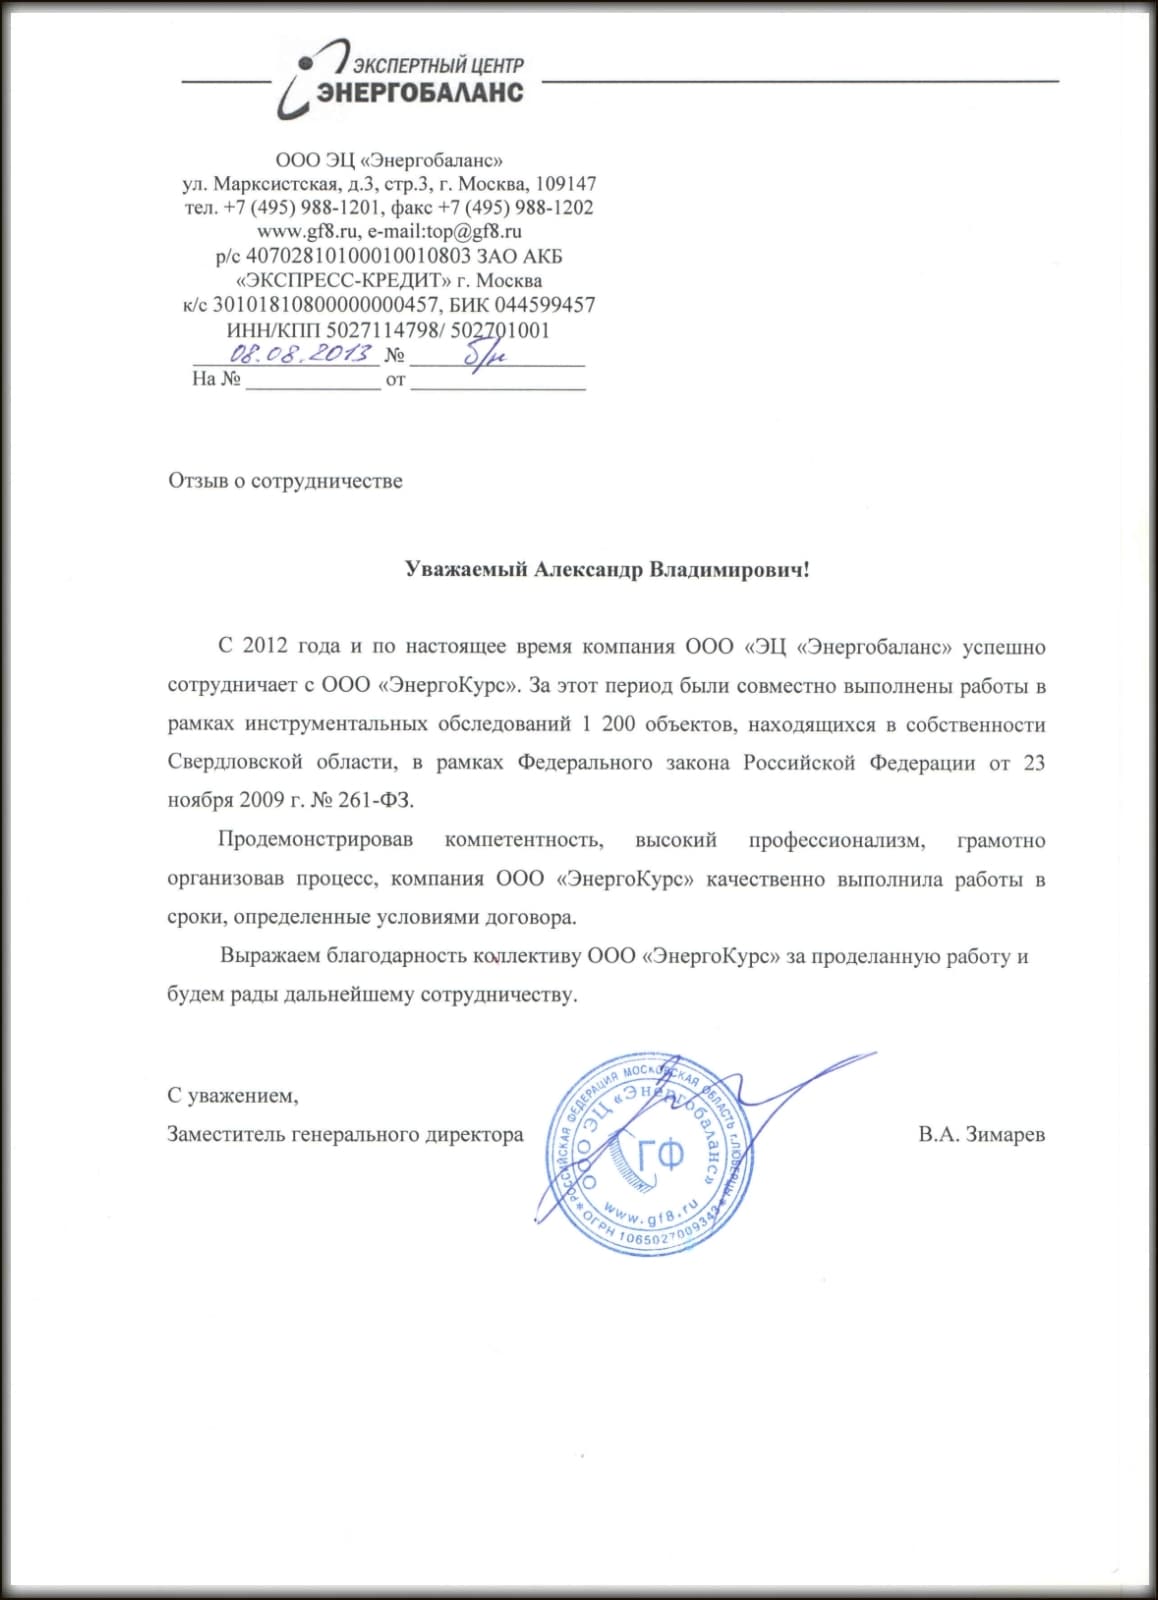 ЭКСПЕРТНЫЙ ЦЕНТР
ЭНЕРГОБАЛАНС
ООО ЭЦ «Энергобаланс»
ул. Марксистская, д.3, стр.3, г. Москва, 109147
тел. +7 (495) 988-1201, факс +7 (495) 988-1202
www.gf8.ru, e-mail:top@gf8.ru
р/с 40702810100010010803 ЗАО АКБ
«ЭКСПРЕСС-КРЕДИТ» г. Москва
к/с 30101810800000000457, БИК 044599457
ИНН/КПП 5027114798/ 502701001
08.08.2013 № б/н
На № ____________ от ________________
Отзыв о сотрудничестве
Уважаемый Александр Владимирович!
С 2012 года и по настоящее время компания ООО «ЭЦ «Энергобаланс» успешно
сотрудничает с ООО «ЭнергоКурс». За этот период были совместно выполнены работы в
рамках инструментальных обследований 1 200 объектов, находящихся в собственности
Свердловской области, в рамках Федерального закона Российской Федерации от 23
ноября 2009 г. № 261-ФЗ.
Продемонстрировав компетентность, высокий профессионализм, грамотно
организовав процесс, компания ООО «ЭнергоКурс» качественно выполнила работы в
сроки, определенные условиями договора.
Выражаем благодарность коллективу ООО «ЭнергоКурс» за проделанную работу и
будем рады дальнейшему сотрудничеству.
С уважением,
Заместитель генерального директора
В.А. Зимарев
РОССИЙСКАЯ ФЕДЕРАЦИЯ МОСКОВСКАЯ ОБЛАСТЬ г.ЛЮБЕРЦЫ
* ОГРН 1065027009343 *
ООО ЭЦ «Энергобаланс»
ГФ
www.gf8.ru